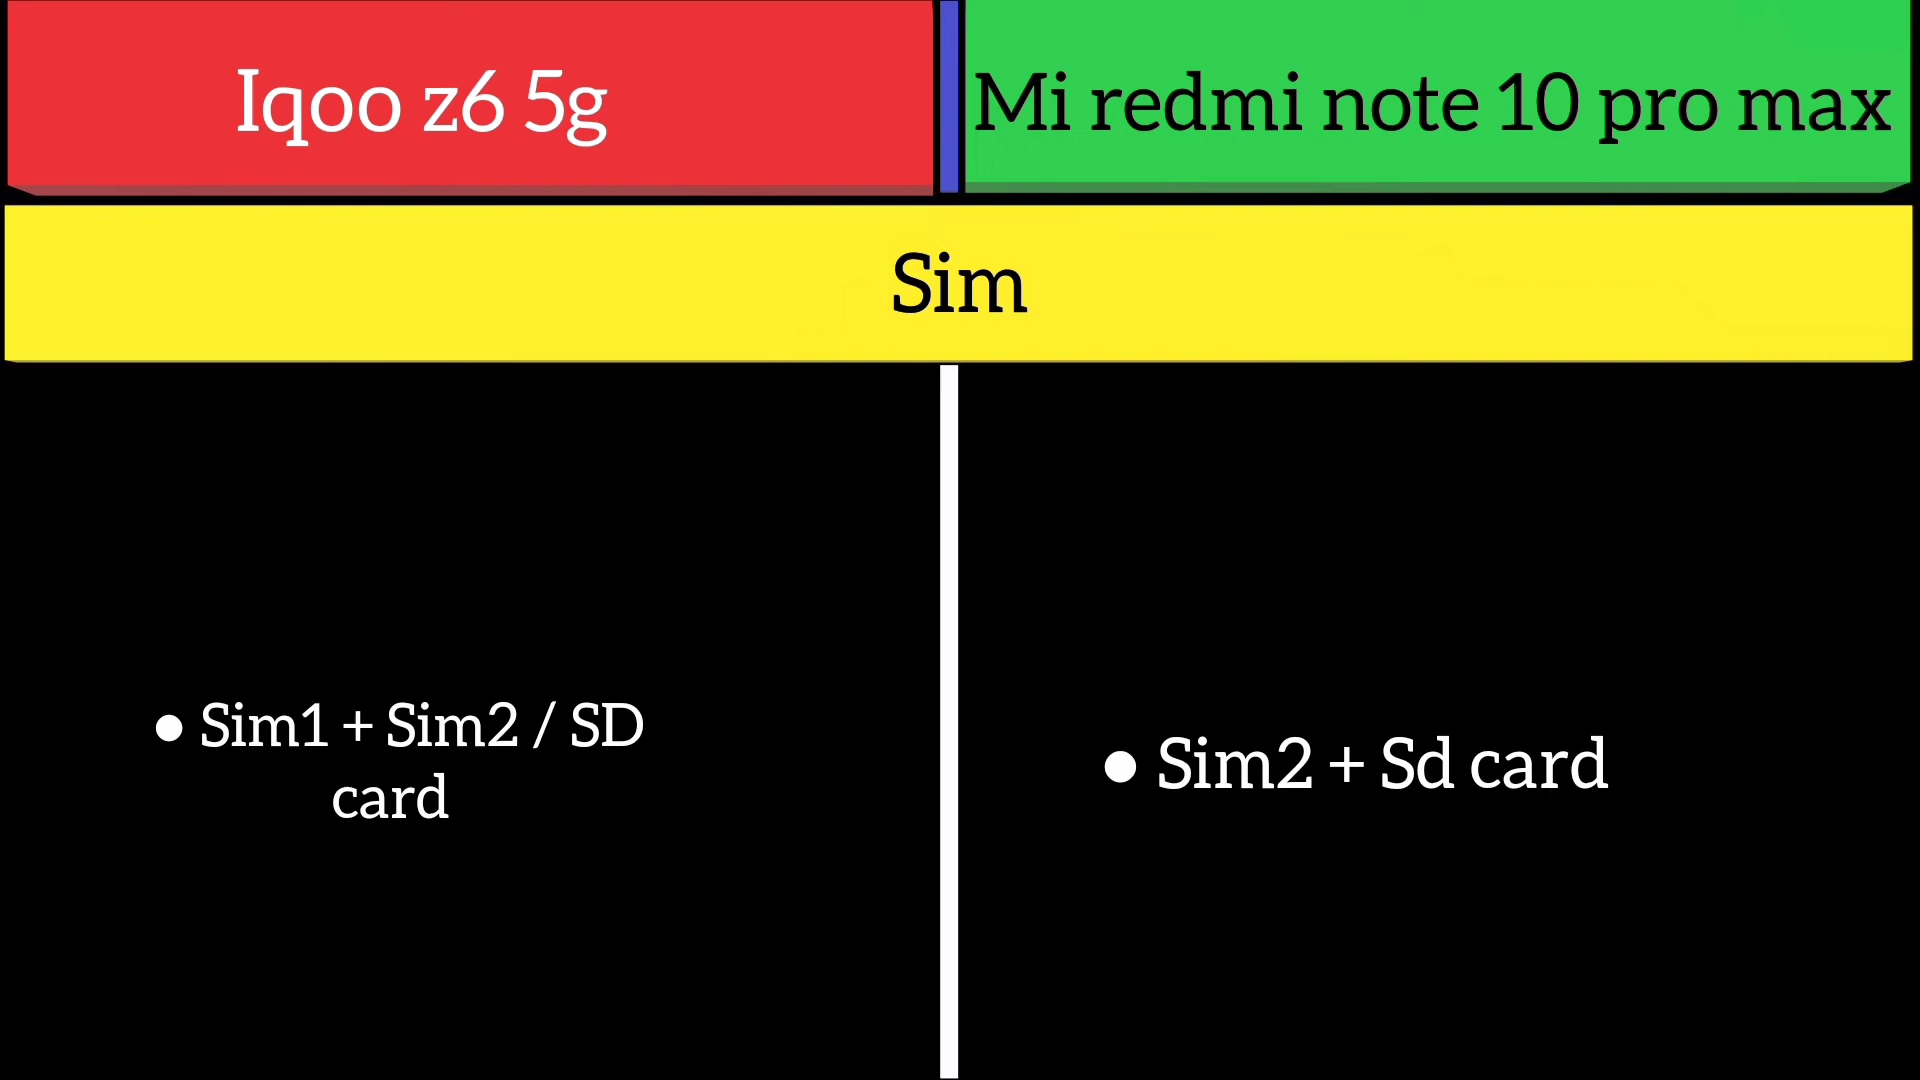 Iqoo z6 5g
Mi redmi note 10 pro max
Sim
● Sim1 + Sim2 / SD
card
● Sim2 + Sd card